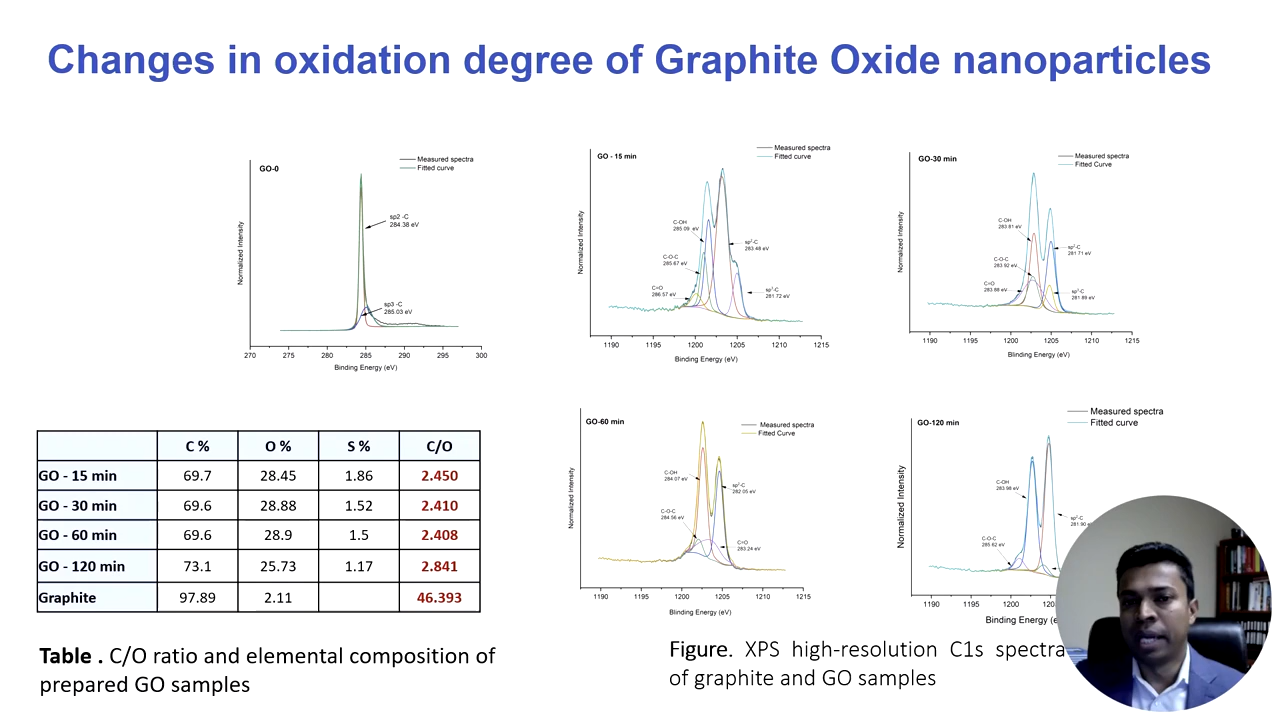 Changes in oxidation degree of Graphite Oxide nanoparticles
GO-0
Measured spectra
Fitted curve
sp2 -C
284.38 eV
sp3 -C
285.03 eV
Normalized Intensity
270 275 280 285 290 295 300
Binding Energy (eV)
GO - 15 min
Measured spectra
Fitted curve
C-OH
285.09 eV
C-O-C
285.67 eV
C=O
286.57 eV
sp²-C
283.48 eV
281.72 eV
Normalized Intensity
1190 1195 1200 1205 1210 1215
Binding Energy (eV)
GO-30 min
Measured spectra
Fitted Curve
C-OH
283.81 eV
C-O-C
283.92 eV
C=O
283.88 eV
281.71 eV
281.89 eV
Normalized Intensity
1190 1195 1200 1205 1210 1215
Blinding Energy (eV)
GO-60 min
Measured spectra
Fitted Curve
C-OH
284.07 eV
C-O-C
284.56 eV
282.05 eV
C=O
283.24 eV
Normalized Intensity
1190 1195 1200 1205 1210 1215
Blinding Energy (eV)
GO-120 min
Measured spectra
Fitted curve
C-OH
283.98 eV
C-O-C
285.62 eV
281.90
Normalized Intensity
1190 1195 1200
Binding Energy
C % O % S % C/O
GO - 15 min 69.7 28.45 1.86 2.450
GO - 30 min 69.6 28.88 1.52 2.410
GO - 60 min 69.6 28.9 1.5 2.408
GO - 120 min 73.1 25.73 1.17 2.841
Graphite 97.89 2.11 46.393
Table . C/O ratio and elemental composition of
prepared GO samples
Figure. XPS high-resolution C1s spectra
of graphite and GO samples